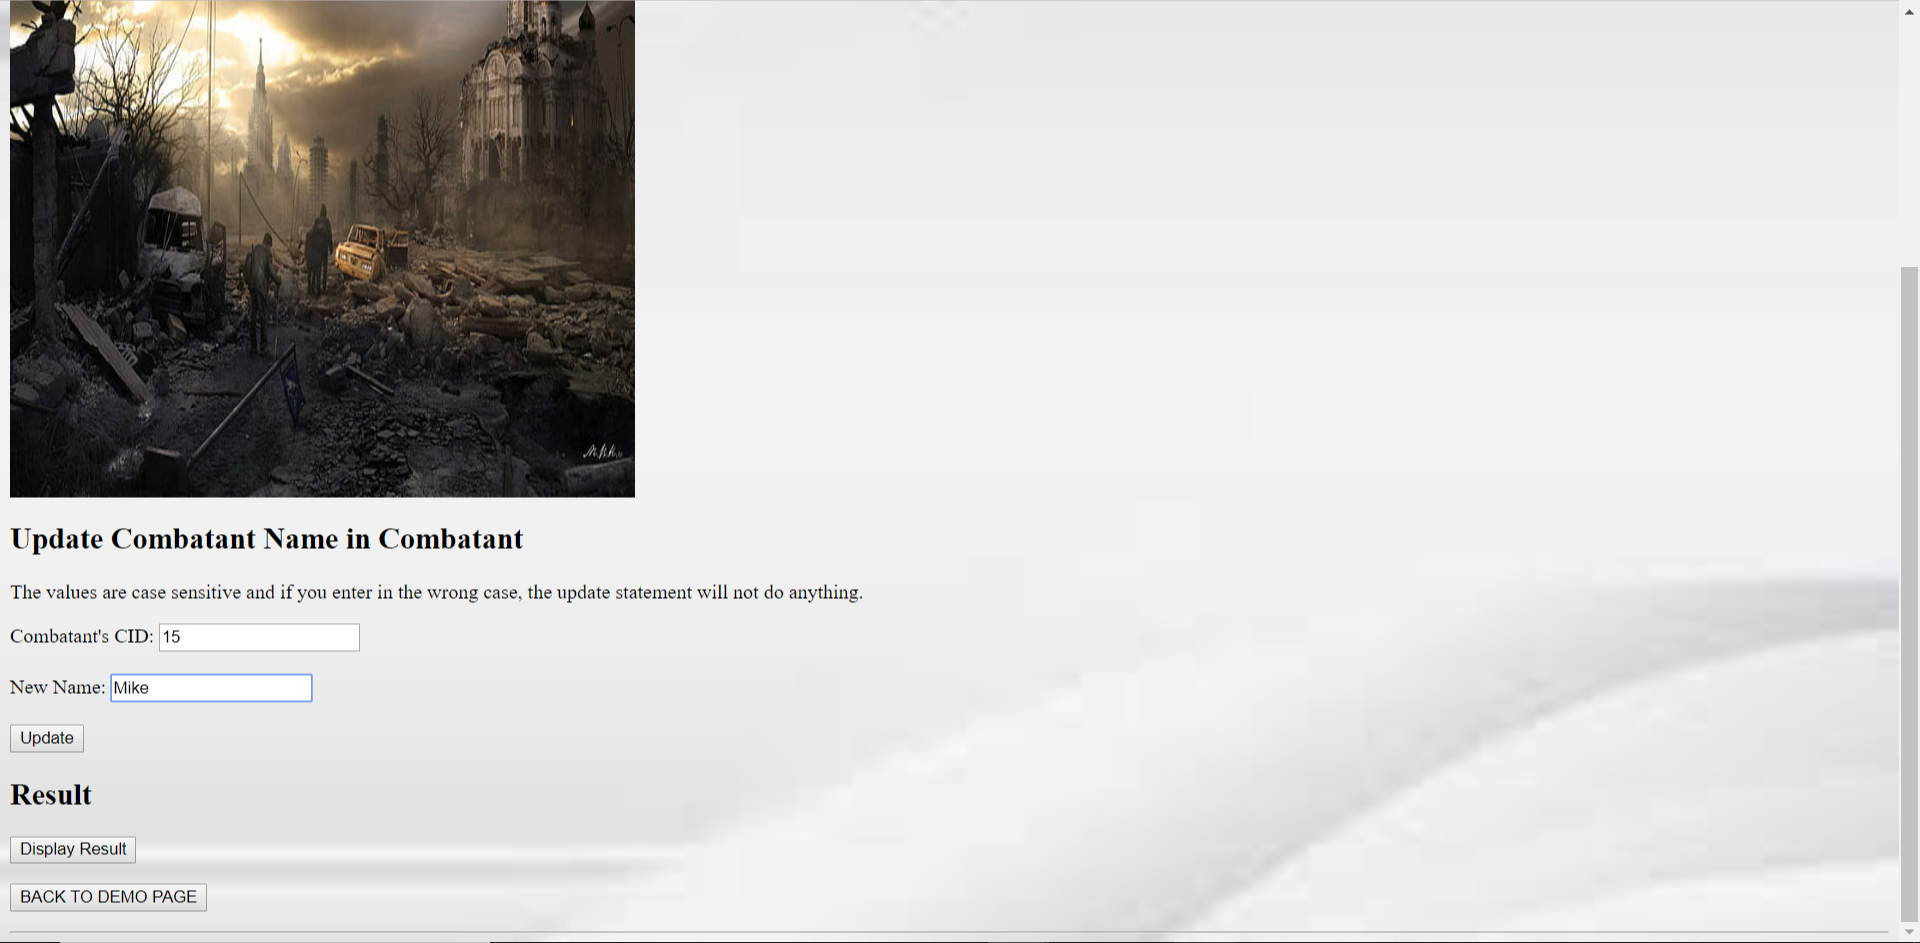 Update Combatant Name in Combatant
The values are case sensitive and if you enter in the wrong case, the update statement will not do anything.
Combatant's CID: 15
New Name: Mike
Update
Result
Display Result
BACK TO DEMO PAGE